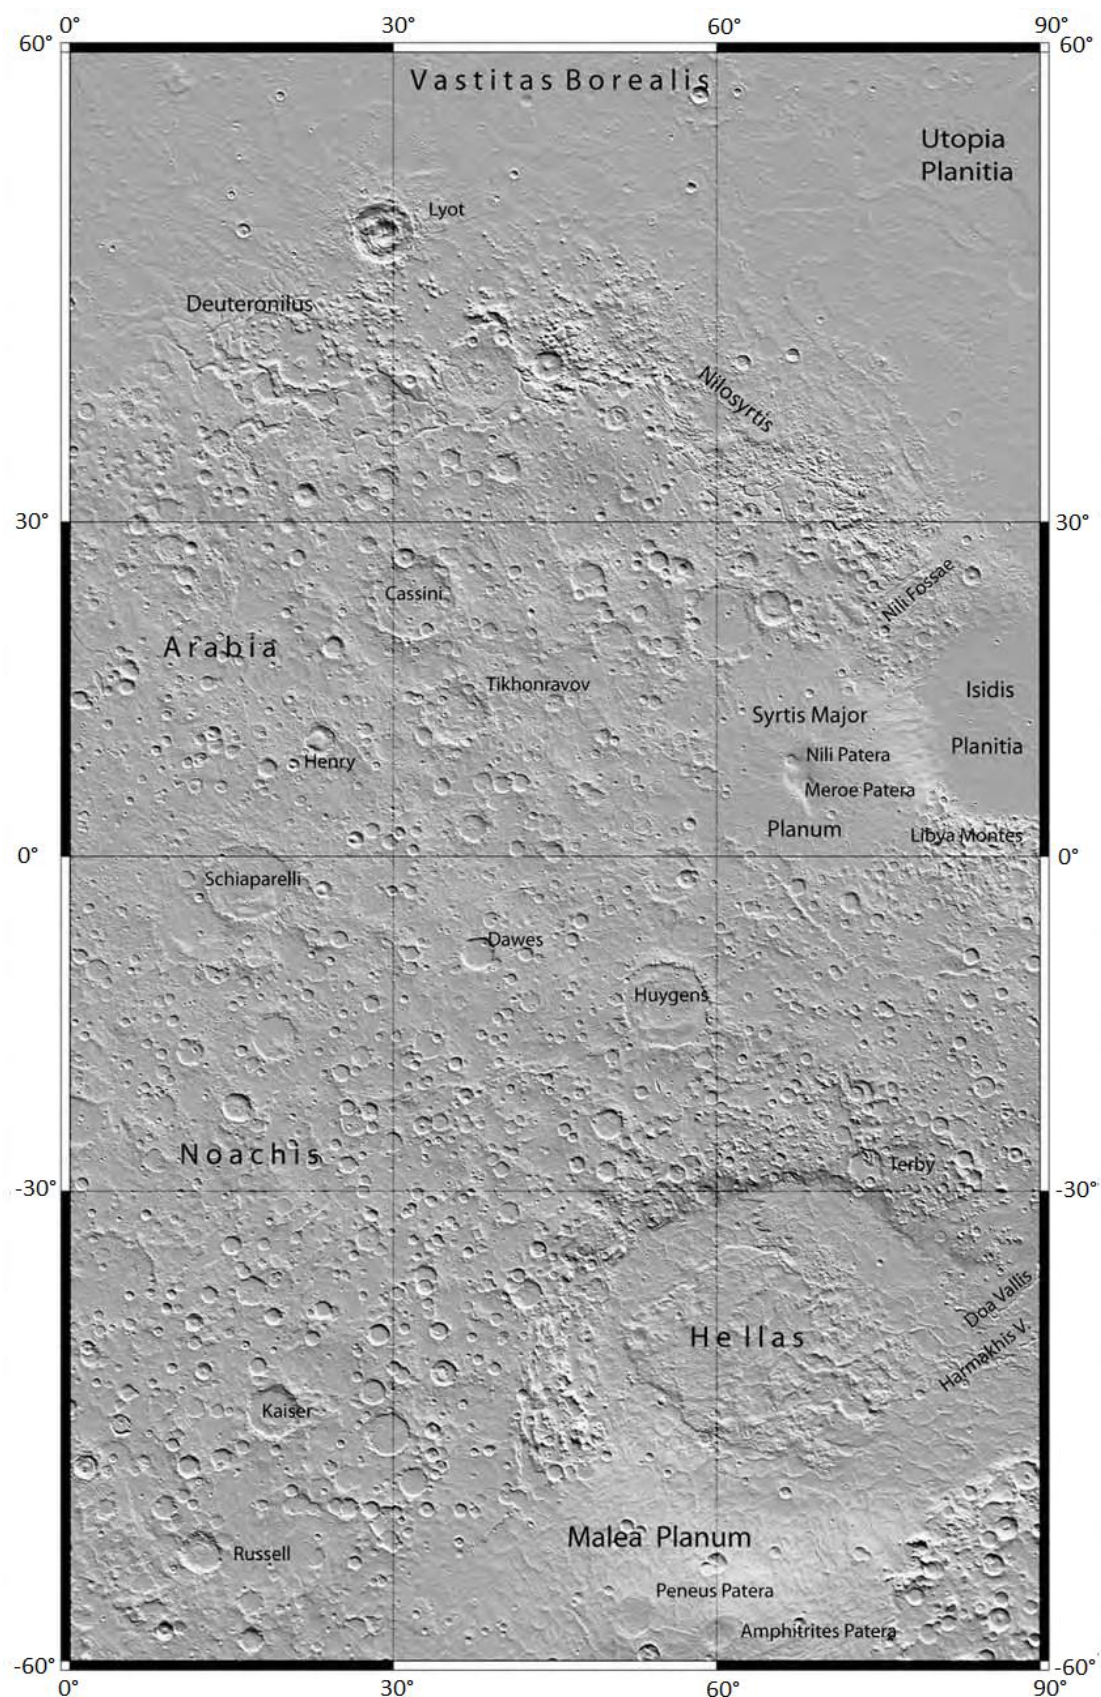 0° 30° 60° 90°
60° 60°
Vastitas Borealis
Utopia
Planitia
Lyot
Deuteronilus
Nilosyrtis
30° 30°
Nili Fossae
Cassini
Arabia
Tikhonravov
Isidis
Syrtis Major
Planitia
Nili Patera
Henry
Meroe Patera
Planum
Libya Montes
0° 0°
Schiaparelli
Dawes
Huygens
Noachis
Terby
-30° -30°
Doa Vallis
Hellas
Harmakhis V.
Kaiser
Malea Planum
Russell
Peneus Patera
Amphitrites Patera
-60° -60°
0° 30° 60° 90°